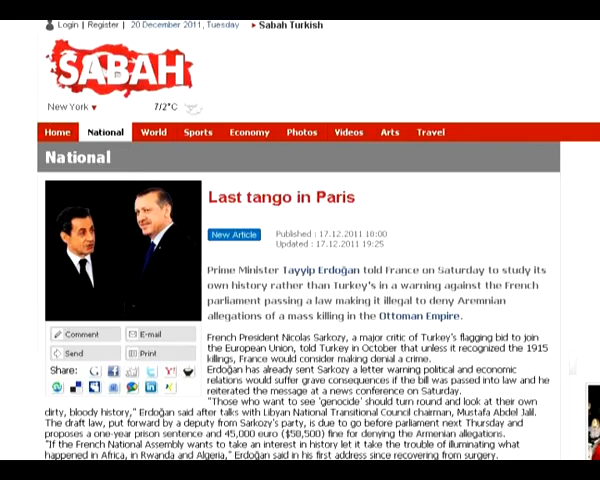 Login | Register | 20 December 2011, Tuesday ▸ Sabah Turkish
SABAH
New York ▾ 7/2°C
Home National World Sports Economy Photos Videos Arts Travel
National
Last tango in Paris
New Article
Published : 17.12.2011 18:00
Updated : 17.12.2011 19:25
Prime Minister Tayyip Erdoğan told France on Saturday to study its
own history rather than Turkey's in a warning against the French
parliament passing a law making it illegal to deny Aremnian
allegations of a mass killing in the Ottoman Empire.
Comment E-mail
Send Print
Share:
French President Nicolas Sarkozy, a major critic of Turkey's flagging bid to join
the European Union, told Turkey in October that unless it recognized the 1915
killings, France would consider making denial a crime.
Erdoğan has already sent Sarkozy a letter warning political and economic
relations would suffer grave consequences if the bill was passed into law and he
reiterated the message at a news conference on Saturday.
"Those who want to see 'genocide' should turn round and look at their own
dirty, bloody history," Erdoğan said after talks with Libyan National Transitional Council chairman, Mustafa Abdel Jalil.
The draft law, put forward by a deputy from Sarkozy's party, is due to go before parliament next Thursday and
proposes a one-year prison sentence and 45,000 euro ($58,500) fine for denying the Armenian allegations.
"If the French National Assembly wants to take an interest in history let it take the trouble of illuminating what
happened in Africa, in Rwanda and Algeria," Erdoğan said in his first address since recovering from surgery.